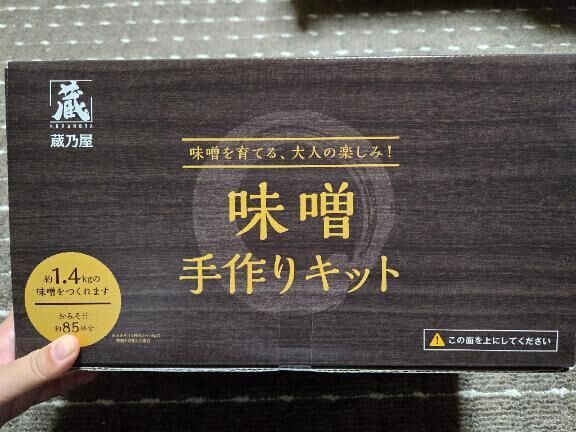 蔵
KURANOYA
蔵乃屋
味噌を育てる、大人の楽しみ!
味噌
手作りキット
約1.4kgの
味噌をつくれます
おみそ汁
約85杯分
この面を上にしてください